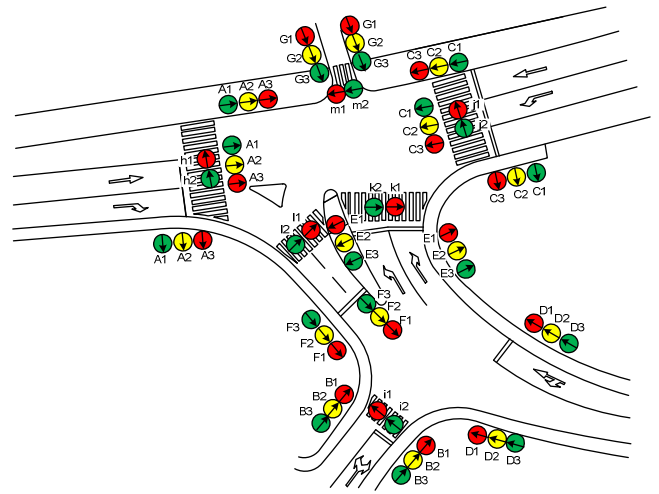 G1
G1
G2
G2
G3
G3
C3 C2 C1
A1 A2 A3
m1 m2
C1
C2
C3
j1
j2
A1
A2
A3
h1
h2
k2 k1
C3 C2 C1
l1
l2
E1
E2
E3
E1
E2
E3
A1 A2 A3
F3
F2
F1
F3
F2
F1
D1
D2
D3
B1
B2
B3
i1
i2
B1
B2
B3
D1 D2 D3